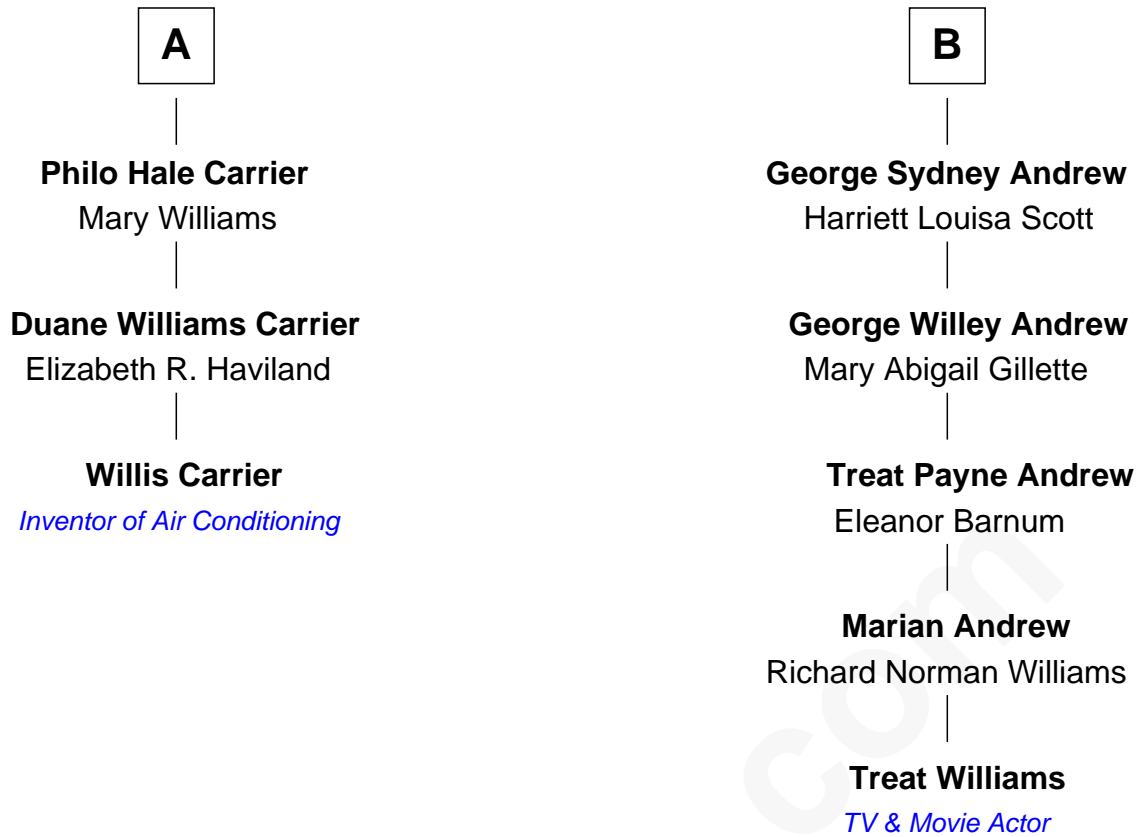 A
Philo Hale Carrier
Mary Williams
Duane Williams Carrier
Elizabeth R. Haviland
Willis Carrier
Inventor of Air Conditioning
B
George Sydney Andrew
Harriett Louisa Scott
George Willey Andrew
Mary Abigail Gillette
Treat Payne Andrew
Eleanor Barnum
Marian Andrew
Richard Norman Williams
Treat Williams
TV & Movie Actor
com